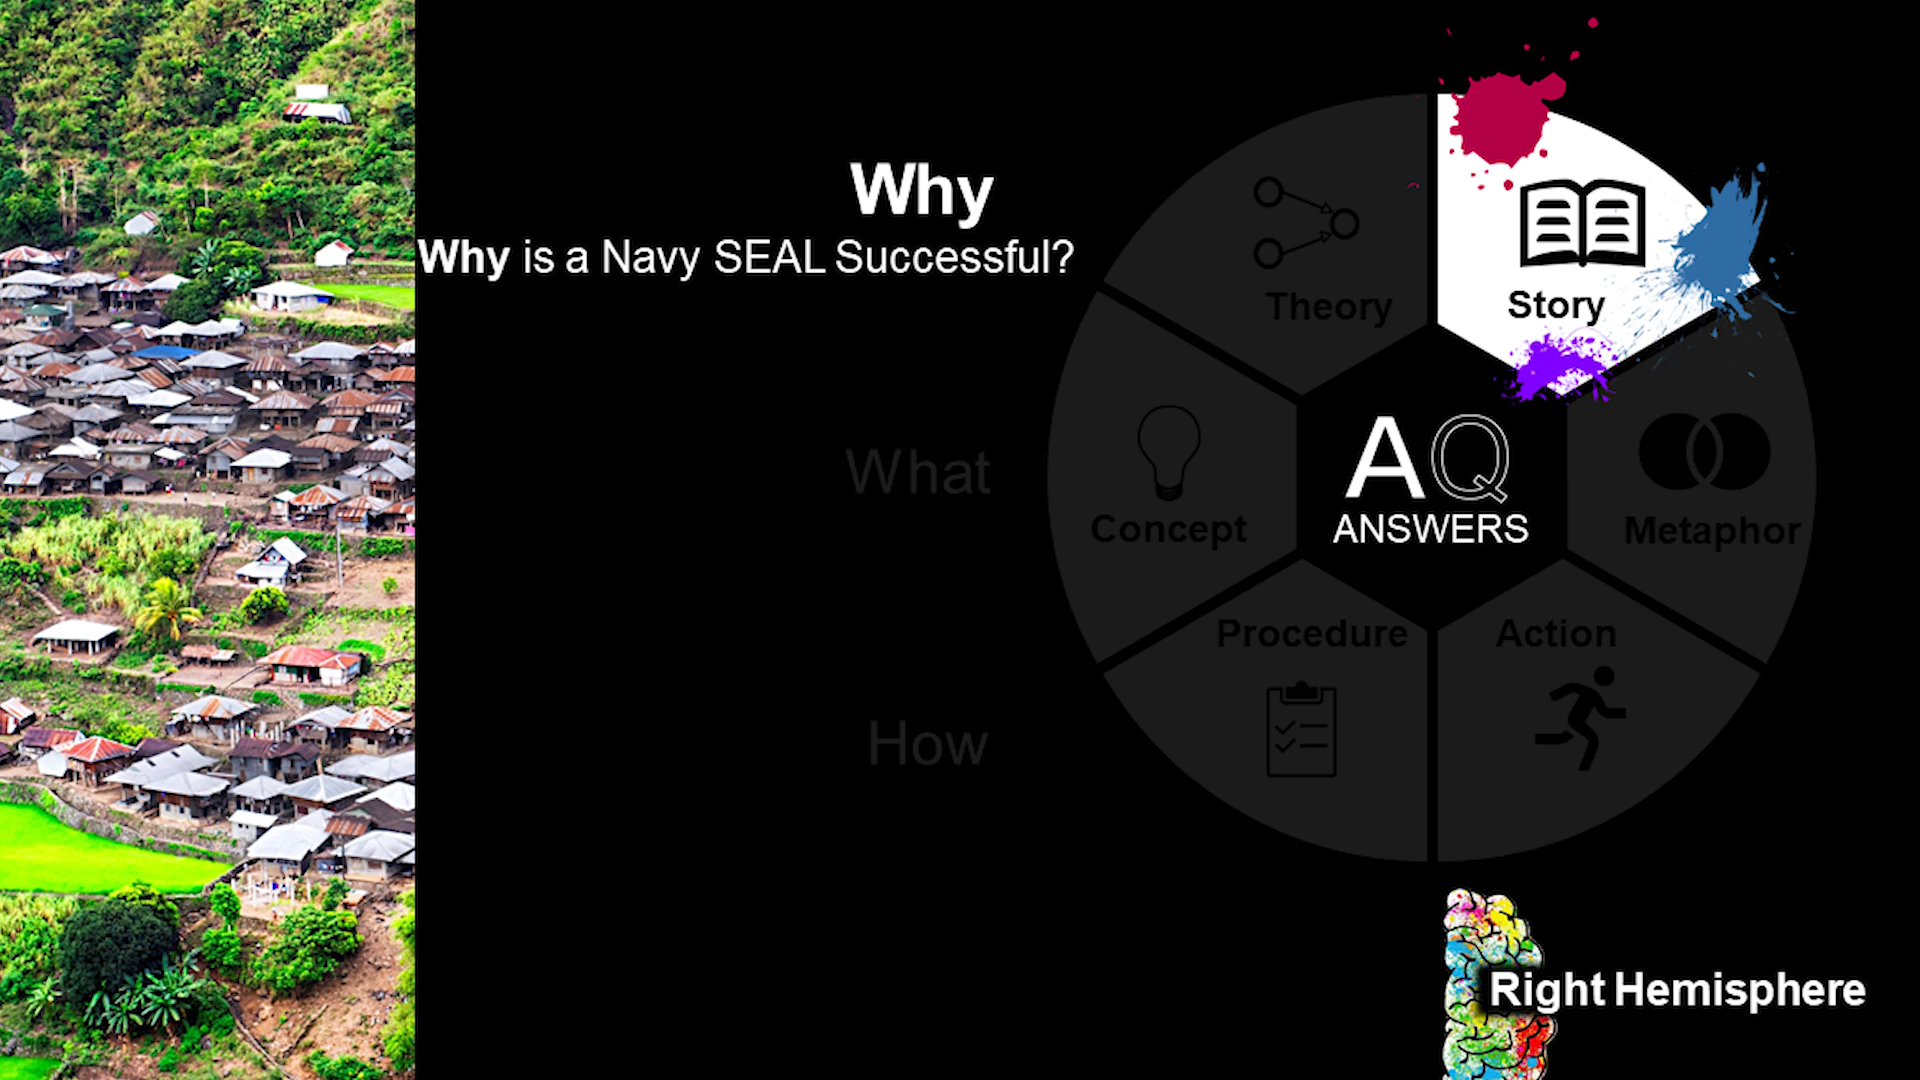 Why
Why is a Navy SEAL Successful?
What
How
Theory
Story
Concept
AQ
ANSWERS
Metaphor
Procedure
Action
Right Hemisphere